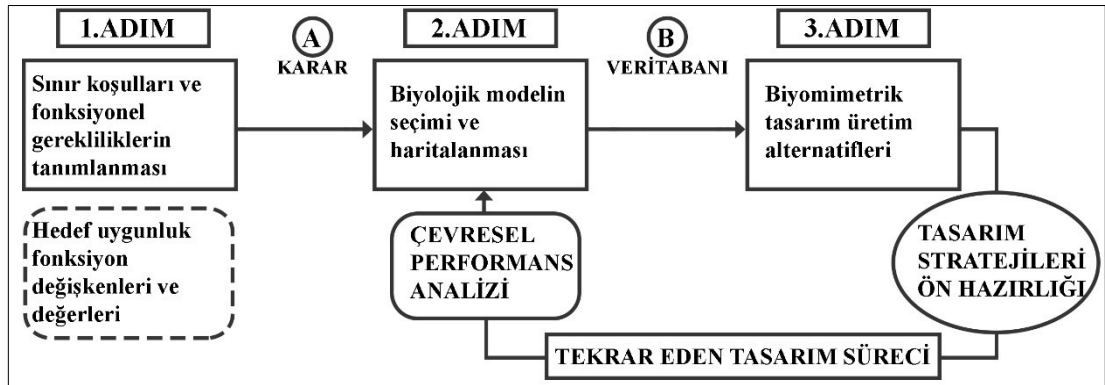 1.ADIM
A
KARAR
2.ADIM
B
VERİTABANI
3.ADIM
Sınır koşulları ve
fonksiyonel
gerekliliklerin
tanımlanması
Biyolojik modelin
seçimi ve
haritalanması
Biyomimetrik
tasarım üretim
alternatifleri
Hedef uygunluk
fonksiyon
değişkenleri ve
değerleri
ÇEVRESEL
PERFORMANS
ANALİZİ
TASARIM
STRATEJİLERİ
ÖN HAZIRLIĞI
TEKRAR EDEN TASARIM SÜRECİ